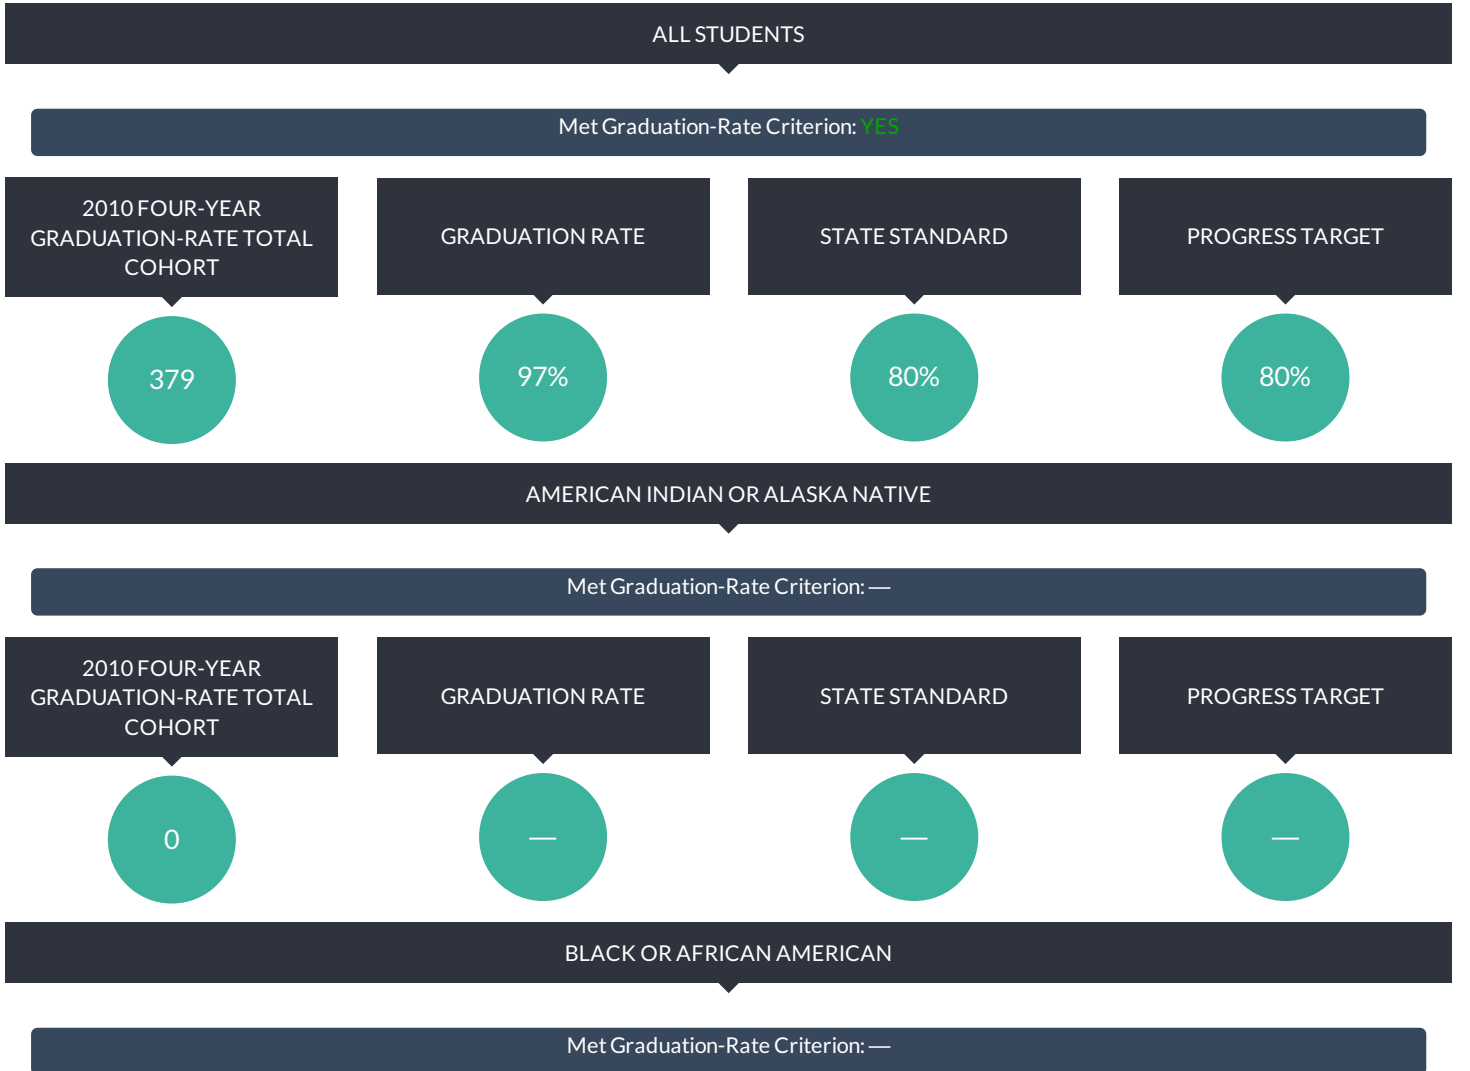 ALL STUDENTS
Met Graduation-Rate Criterion: YES
2010 FOUR-YEAR
GRADUATION-RATE TOTAL
COHORT
GRADUATION RATE
STATE STANDARD
PROGRESS TARGET
379
97%
80%
80%
AMERICAN INDIAN OR ALASKA NATIVE
Met Graduation-Rate Criterion: —
2010 FOUR-YEAR
GRADUATION-RATE TOTAL
COHORT
GRADUATION RATE
STATE STANDARD
PROGRESS TARGET
0
—
—
—
BLACK OR AFRICAN AMERICAN
Met Graduation-Rate Criterion: —